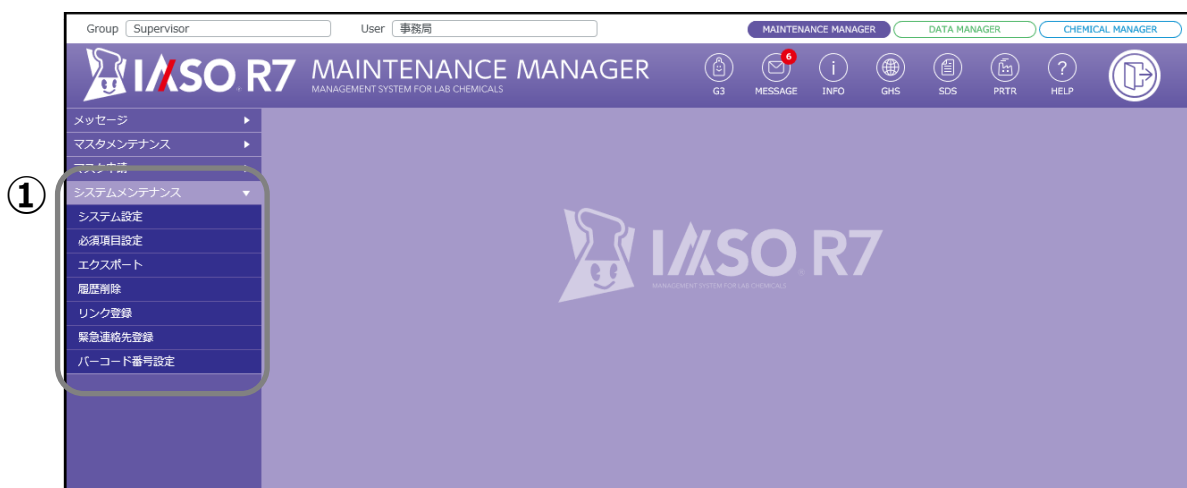 Group Supervisor User 事務局 MAINTENANCE MANAGER DATA MANAGER CHEMICAL MANAGER
IASO R7 MAINTENANCE MANAGER
MANAGEMENT SYSTEM FOR LAB CHEMICALS
6
G3 MESSAGE INFO GHS SDS PRTR HELP
メッセージ
マスタメンテナンス
マスタ申請
①
システムメンテナンス
システム設定
必須項目設定
エクスポート
履歴削除
リンク登録
緊急連絡先登録
バーコード番号設定
IASO R7
MANAGEMENT SYSTEM FOR LAB CHEMICALS